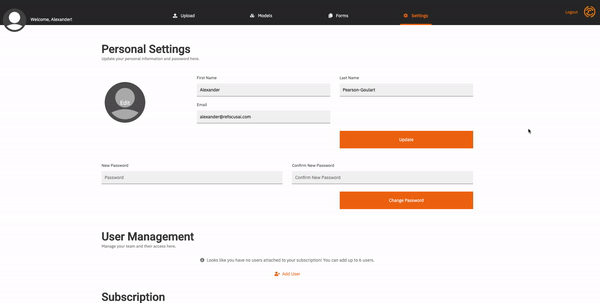 Welcome, Alexander!
Upload
Models
Forms
Settings
Logout
Personal Settings
Update your personal information and password here.
Edit
First Name
Last Name
Alexander
Pearson-Goulart
Email
alexander@refocusai.com
Update
New Password
Confirm New Password
Password
Confirm New Password
Change Password
User Management
Manage your team and their access here.
Looks like you have no users attached to your subscription! You can add up to 6 users.
Add User
Subscription